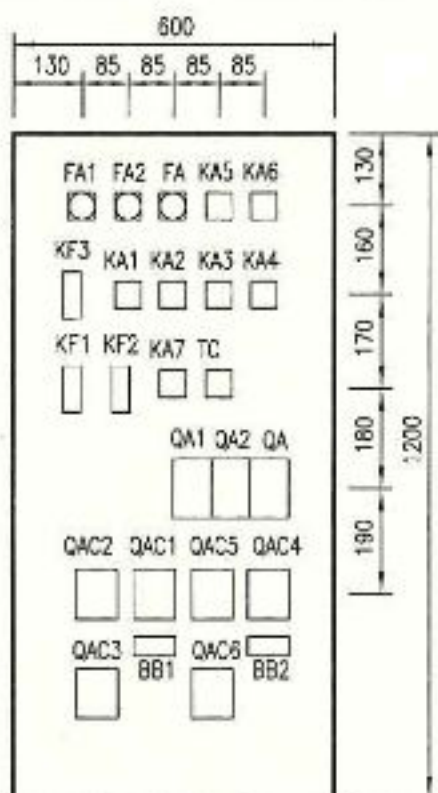 600
130 85 85 85 85
FA1 FA2 FA KA5 KA6
130
KF3 KA1 KA2 KA3 KA4
160
KF1 KF2 KA7 TC
170
QA1 QA2 QA
180
1200
QAC2 QAC1 QAC5 QAC4
190
QAC3 BB1 QAC6 BB2